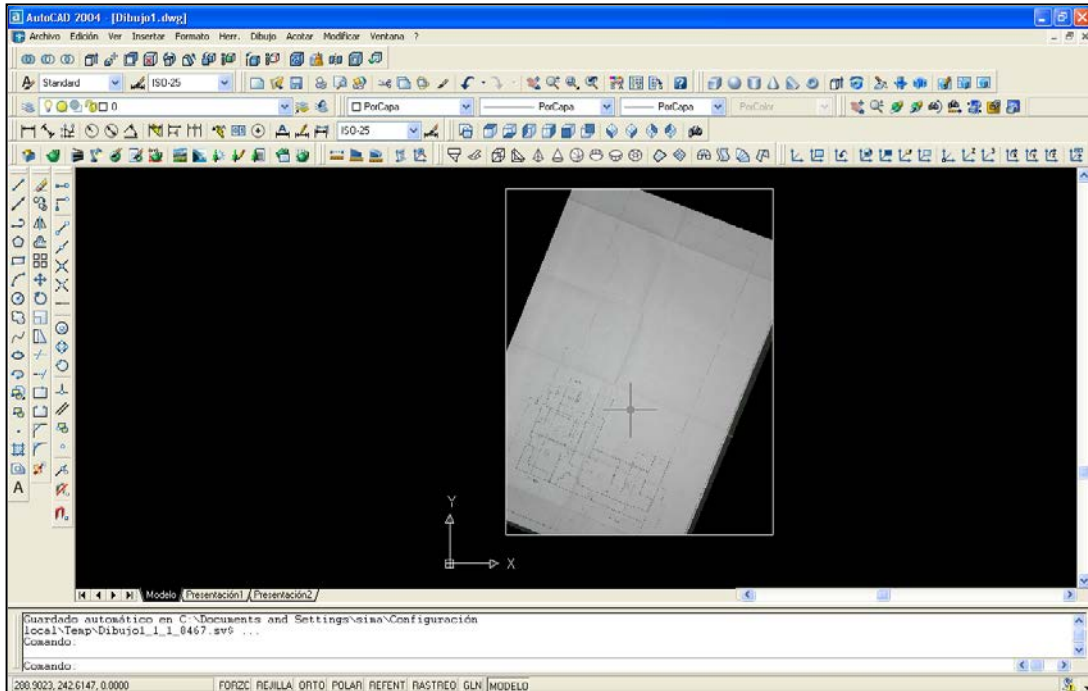 AutoCAD 2004 - [Dibujo1.dwg]
Archivo Edición Ver Insertar Formato Herr. Dibujo Acotar Modificar Ventana ?
Standard ISO-25
0 PorCapa PorCapa PorCapa PorColor
ISO-25
Y
X
Modelo Presentación1 Presentación2
Guardado automático en C:\Documents and Settings\sima\Configuración
local\Temp\Dibujo1_1_1_0467.sv$ ...
Comando:
Comando:
208.9023, 242.6147, 0.0000 FORZC REJILLA ORTO POLAR REFENT RASTREO GLN MODELO